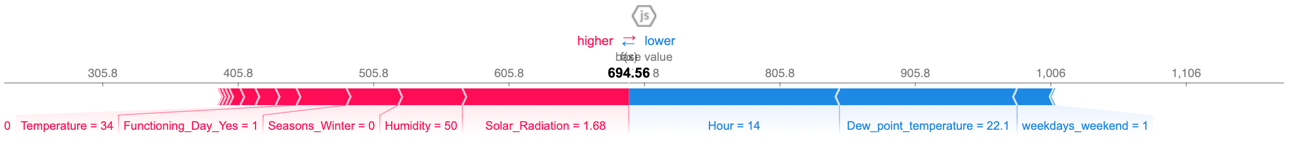 js
higher lower
base value
f(x)
305.8 405.8 505.8 605.8 694.56 805.8 905.8 1,006 1,106
0 Temperature = 34 Functioning_Day_Yes = 1 Seasons_Winter = 0 Humidity = 50 Solar_Radiation = 1.68 Hour = 14 Dew_point_temperature = 22.1 weekdays_weekend = 1